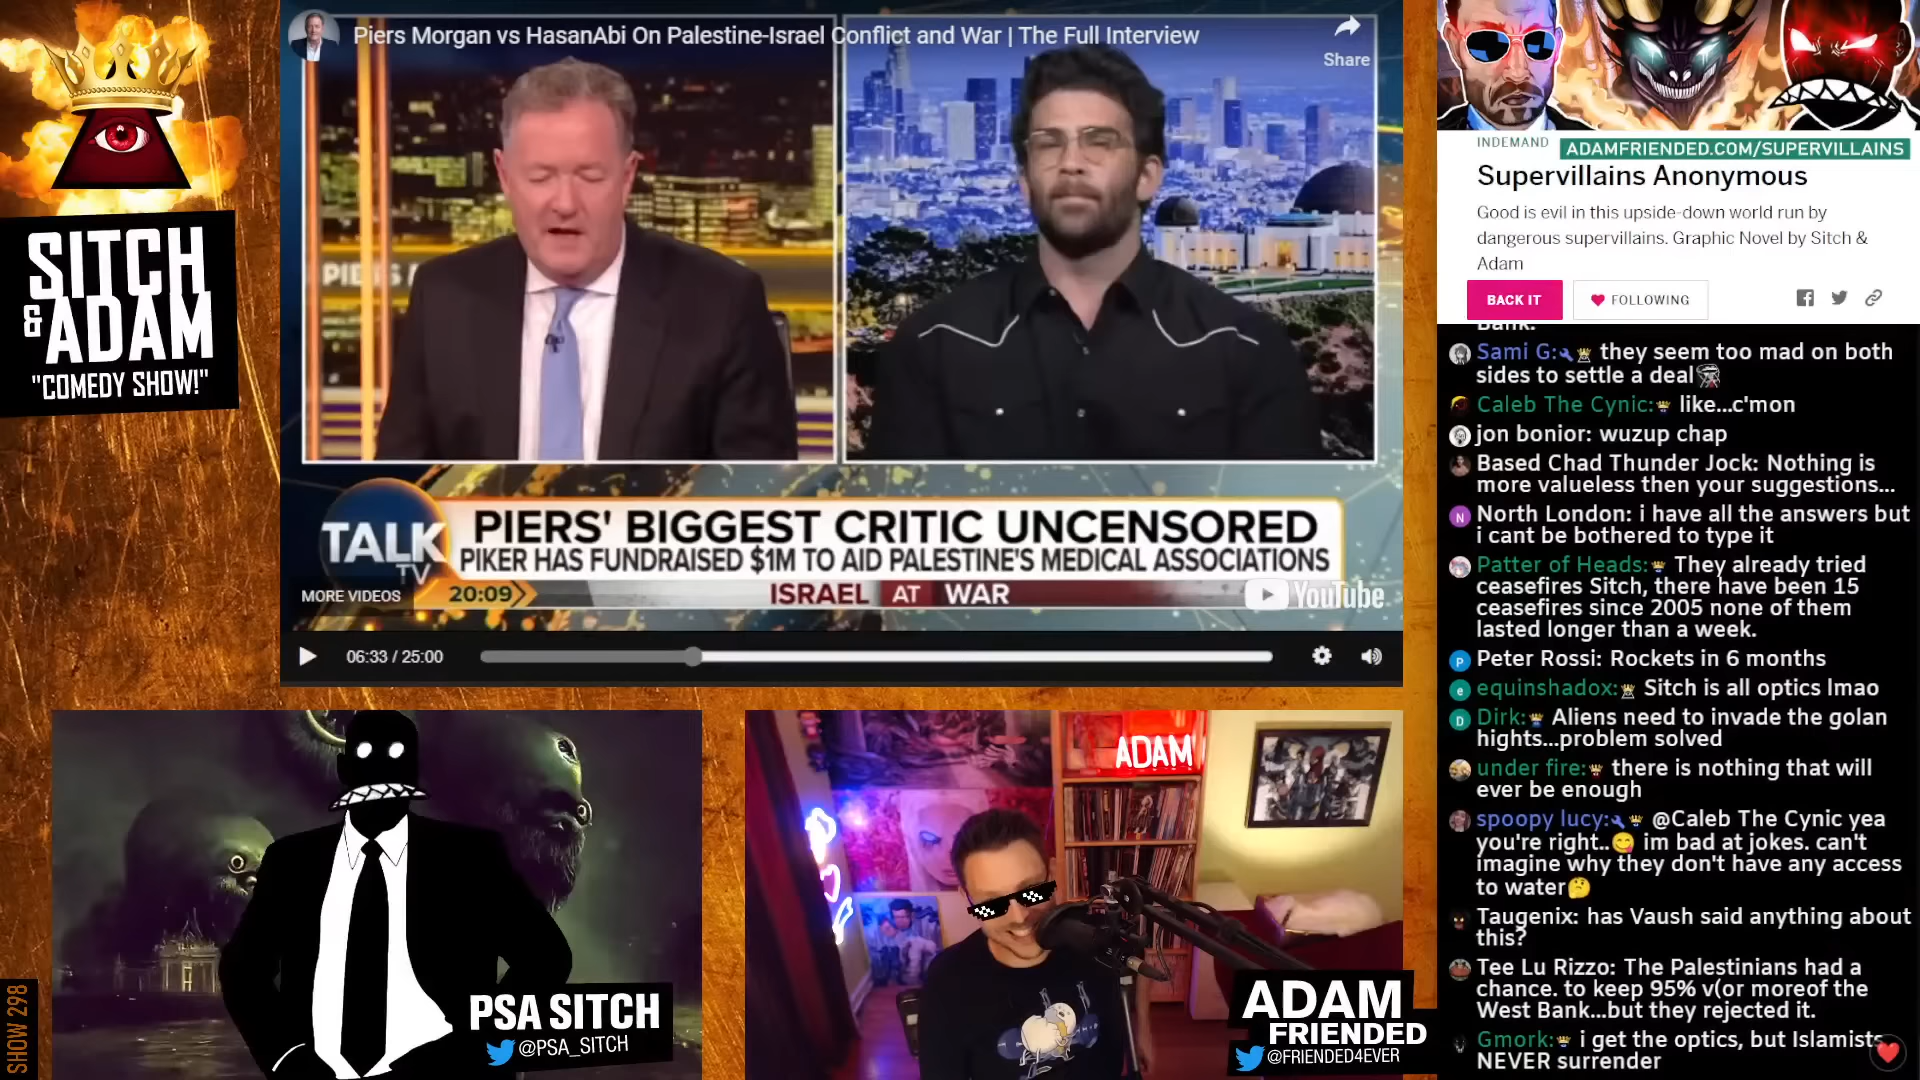 SITCH
& ADAM
"COMEDY SHOW!"
SHOW 298
Piers Morgan vs HasanAbi On Palestine-Israel Conflict and War | The Full Interview
Share
PIERS
TALK
TV
PIERS' BIGGEST CRITIC UNCENSORED
PIKER HAS FUNDRAISED $1M TO AID PALESTINE'S MEDICAL ASSOCIATIONS
MORE VIDEOS
20:09
ISRAEL AT WAR
YouTube
06:33 / 25:00
PSA SITCH
@PSA_SITCH
ADAM
ADAM
FRIENDED
@FRIENDED4EVER
INDEMAND
ADAMFRIENDED.COM/SUPERVILLAINS
Supervillains Anonymous
Good is evil in this upside-down world run by
dangerous supervillains. Graphic Novel by Sitch &
Adam
BACK IT
FOLLOWING
Bank.
Sami G: they seem too mad on both
sides to settle a deal
Caleb The Cynic: like...c'mon
jon bonior: wuzup chap
Based Chad Thunder Jock: Nothing is
more valueless then your suggestions...
N
North London: i have all the answers but
i cant be bothered to type it
Patter of Heads: They already tried
ceasefires Sitch, there have been 15
ceasefires since 2005 none of them
lasted longer than a week.
P
Peter Rossi: Rockets in 6 months
e
equinshadox: Sitch is all optics lmao
D
Dirk: Aliens need to invade the golan
hights...problem solved
under fire: there is nothing that will
ever be enough
spoopy lucy: @Caleb The Cynic yea
you're right..😋 im bad at jokes. can't
imagine why they don't have any access
to water🤔
Taugenix: has Vaush said anything about
this?
Tee Lu Rizzo: The Palestinians had a
chance. to keep 95% v(or moreof the
West Bank...but they rejected it.
Gmork: i get the optics, but Islamists
NEVER surrender